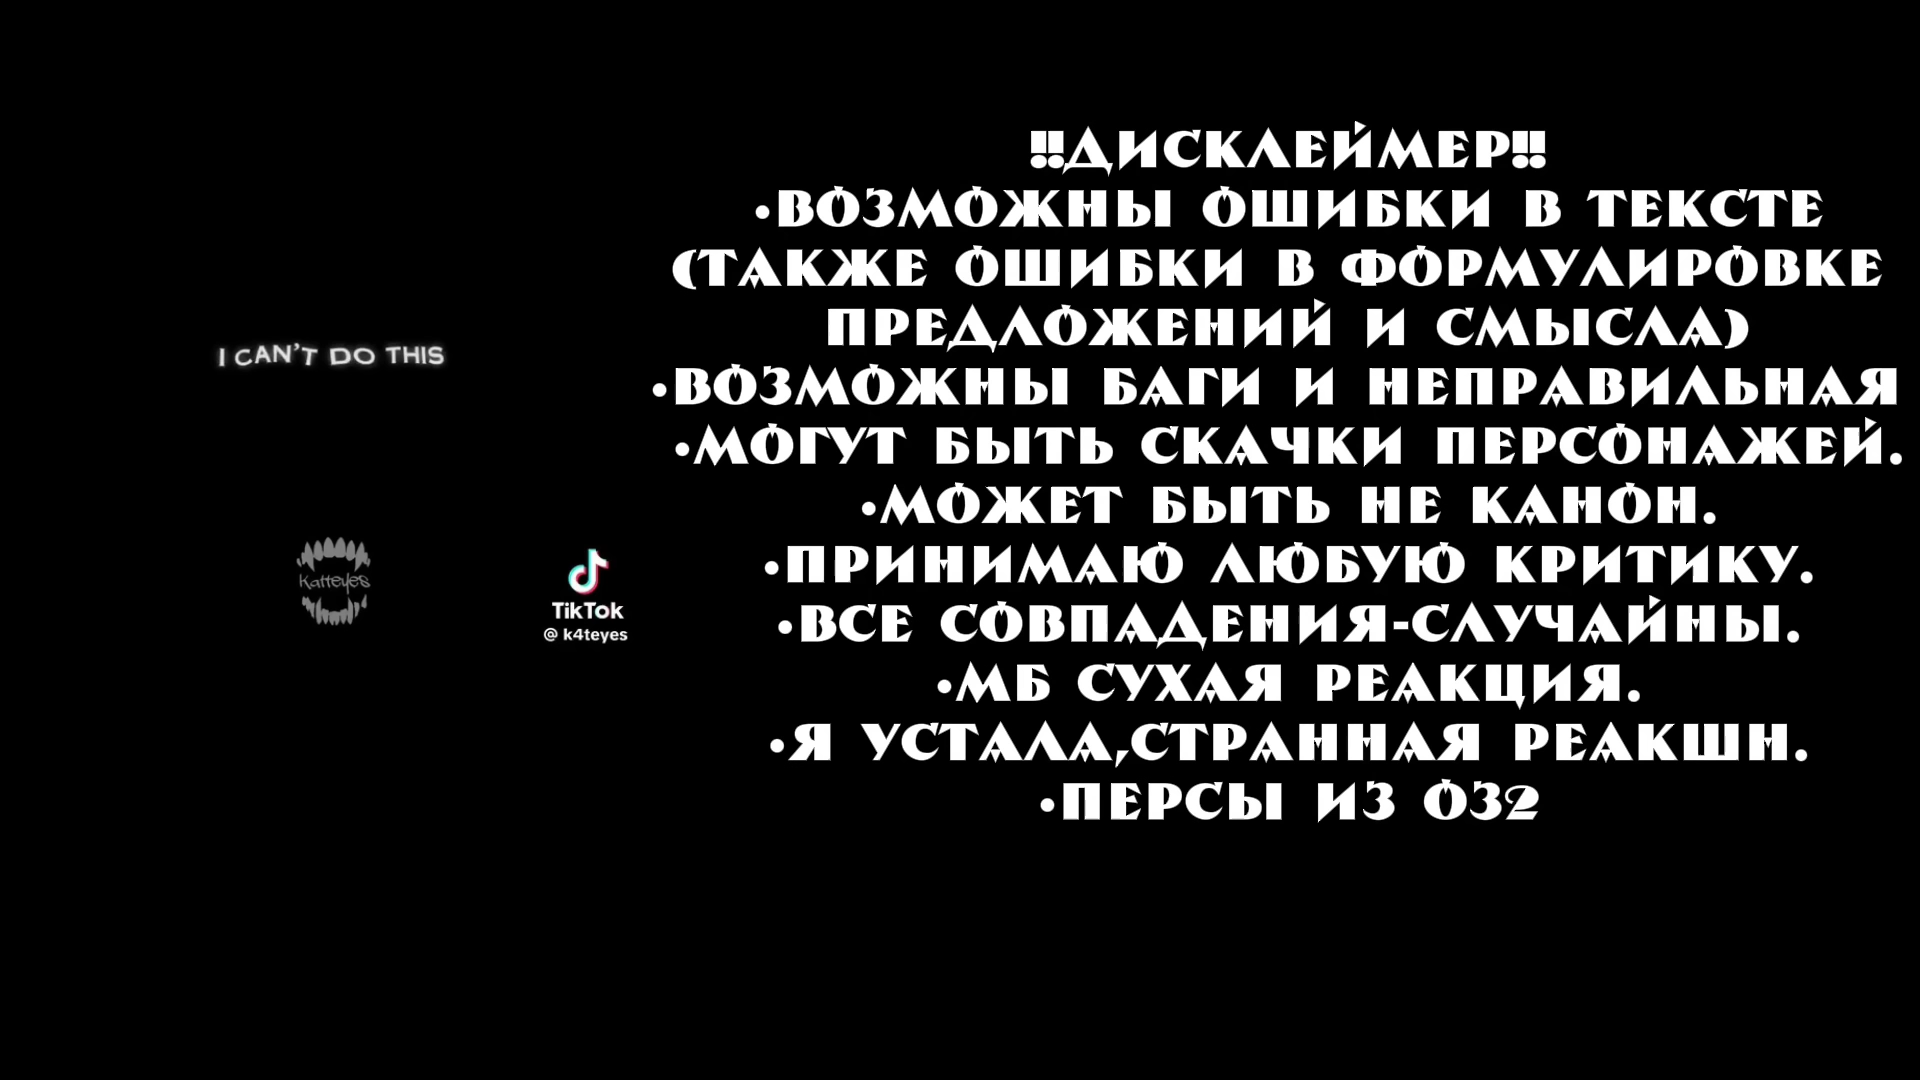 I CAN'T DO THIS
Katteyes
TikTok
@ k4teyes
!!ДИСКЛЕЙМЕР!!
•ВОЗМОЖНЫ ОШИБКИ В ТЕКСТЕ
(ТАКЖЕ ОШИБКИ В ФОРМУЛИРОВКЕ
ПРЕДЛОЖЕНИЙ И СМЫСЛА)
•ВОЗМОЖНЫ БАГИ И НЕПРАВИЛЬНАЯ
•МОГУТ БЫТЬ СКАЧКИ ПЕРСОНАЖЕЙ.
•МОЖЕТ БЫТЬ НЕ КАНОН.
•ПРИНИМАЮ ЛЮБУЮ КРИТИКУ.
•ВСЕ СОВПАДЕНИЯ-СЛУЧАЙНЫ.
•МБ СУХАЯ РЕАКЦИЯ.
•Я УСТАЛА,СТРАННАЯ РЕАКШН.
•ПЕРСЫ ИЗ ОЗ2